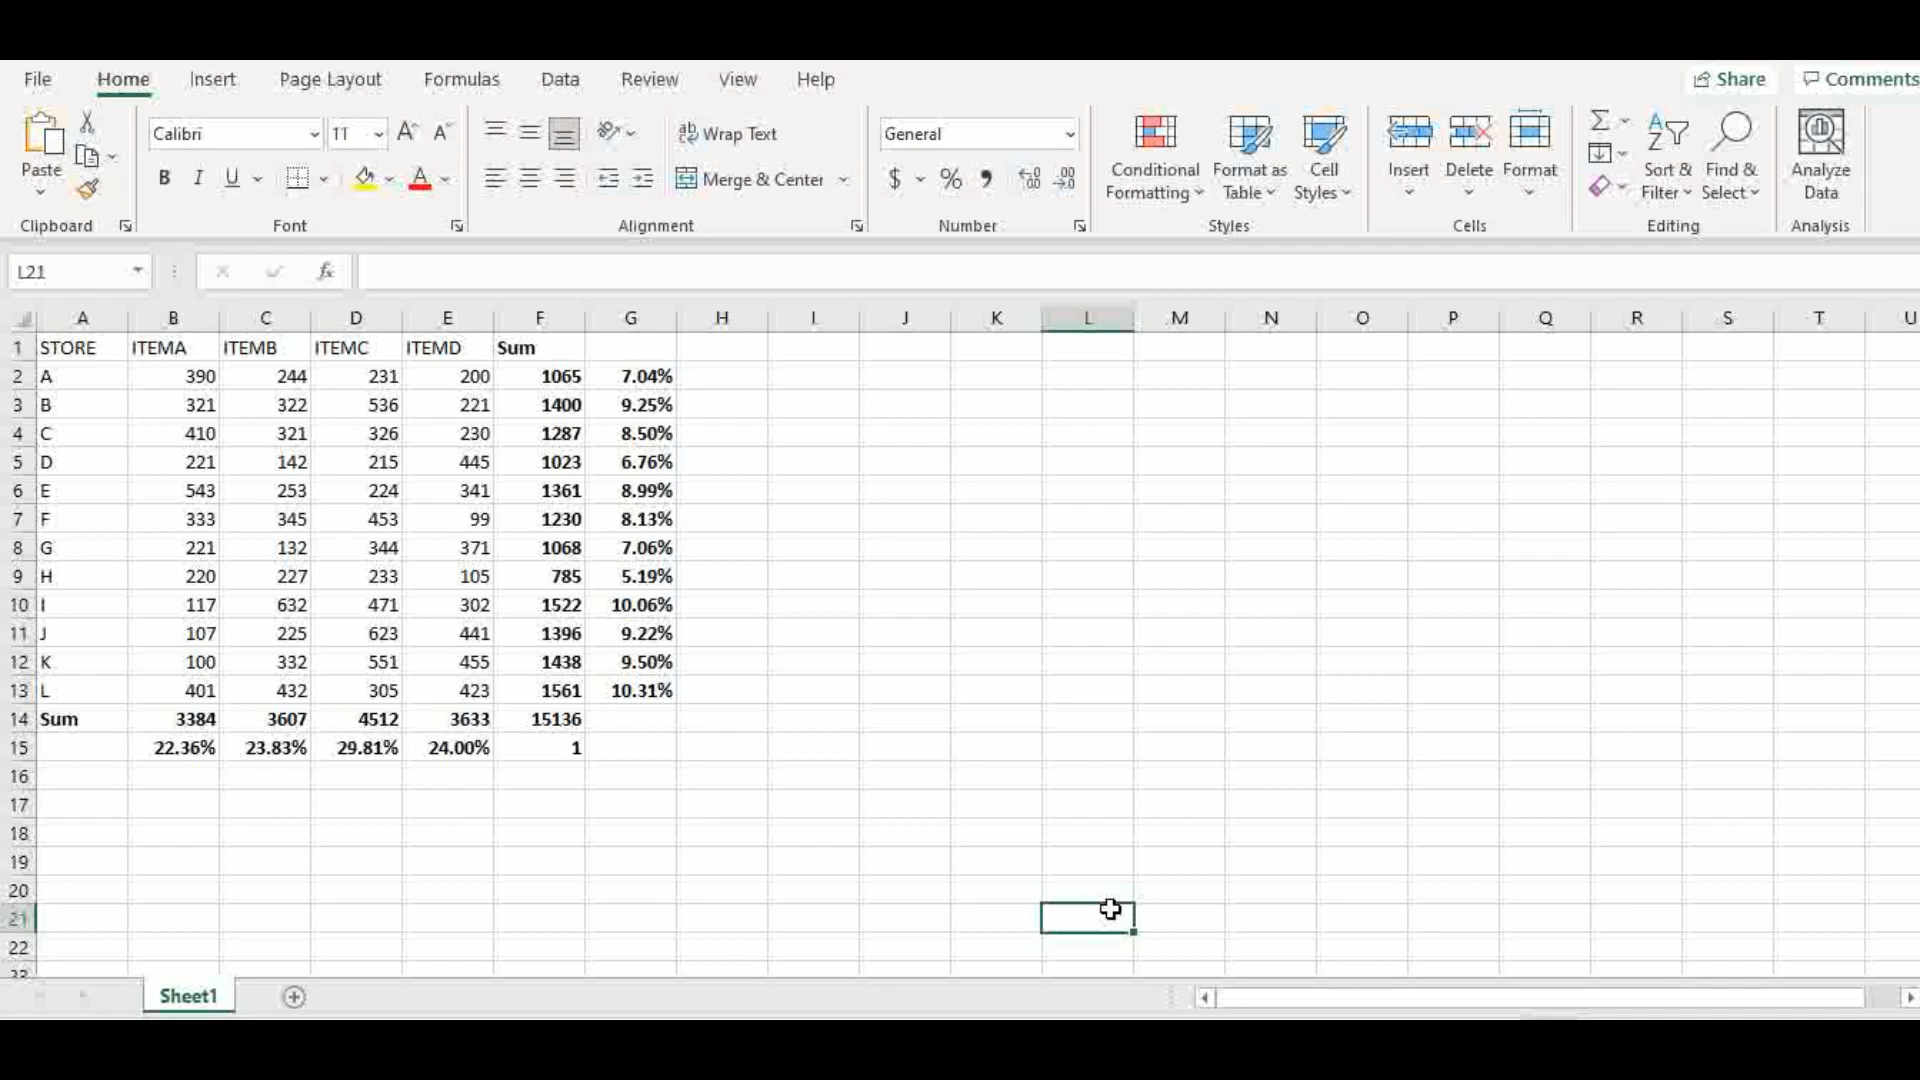 File Home Insert Page Layout Formulas Data Review View Help Share Comments
Calibri 11 A A ab Wrap Text General
Paste B I U A Merge & Center $ % Conditional Formatting Format as Table Cell Styles Insert Delete Format Sort & Filter Find & Select Analyze Data
Clipboard Font Alignment Number Styles Cells Editing Analysis
L21 fx
A B C D E F G H I J K L M N O P Q R S T U
1 STORE ITEMA ITEMB ITEMC ITEMD Sum
2 A 390 244 231 200 1065 7.04%
3 B 321 322 536 221 1400 9.25%
4 C 410 321 326 230 1287 8.50%
5 D 221 142 215 445 1023 6.76%
6 E 543 253 224 341 1361 8.99%
7 F 333 345 453 99 1230 8.13%
8 G 221 132 344 371 1068 7.06%
9 H 220 227 233 105 785 5.19%
10 I 117 632 471 302 1522 10.06%
11 J 107 225 623 441 1396 9.22%
12 K 100 332 551 455 1438 9.50%
13 L 401 432 305 423 1561 10.31%
14 Sum 3384 3607 4512 3633 15136
15 22.36% 23.83% 29.81% 24.00% 1
16
17
18
19
20
21
22
Sheet1